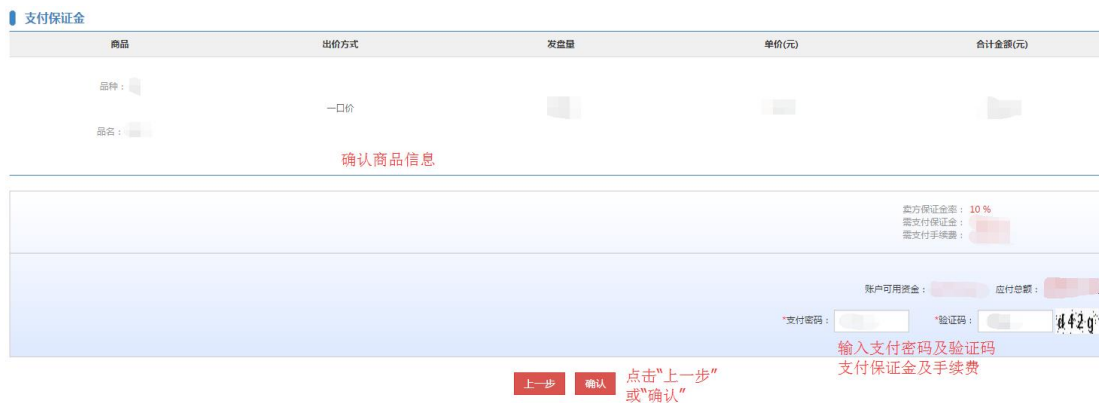 支付保证金
商品 出价方式 发盘量 单价(元) 合计金额(元)
品种：
一口价
品名：
确认商品信息
卖方保证金率： 10 %
需支付保证金：
需支付手续费：
账户可用资金： 应付总额：
*支付密码： *验证码： d42g
输入支付密码及验证码
支付保证金及手续费
上一步 确认 点击“上一步”
或“确认”